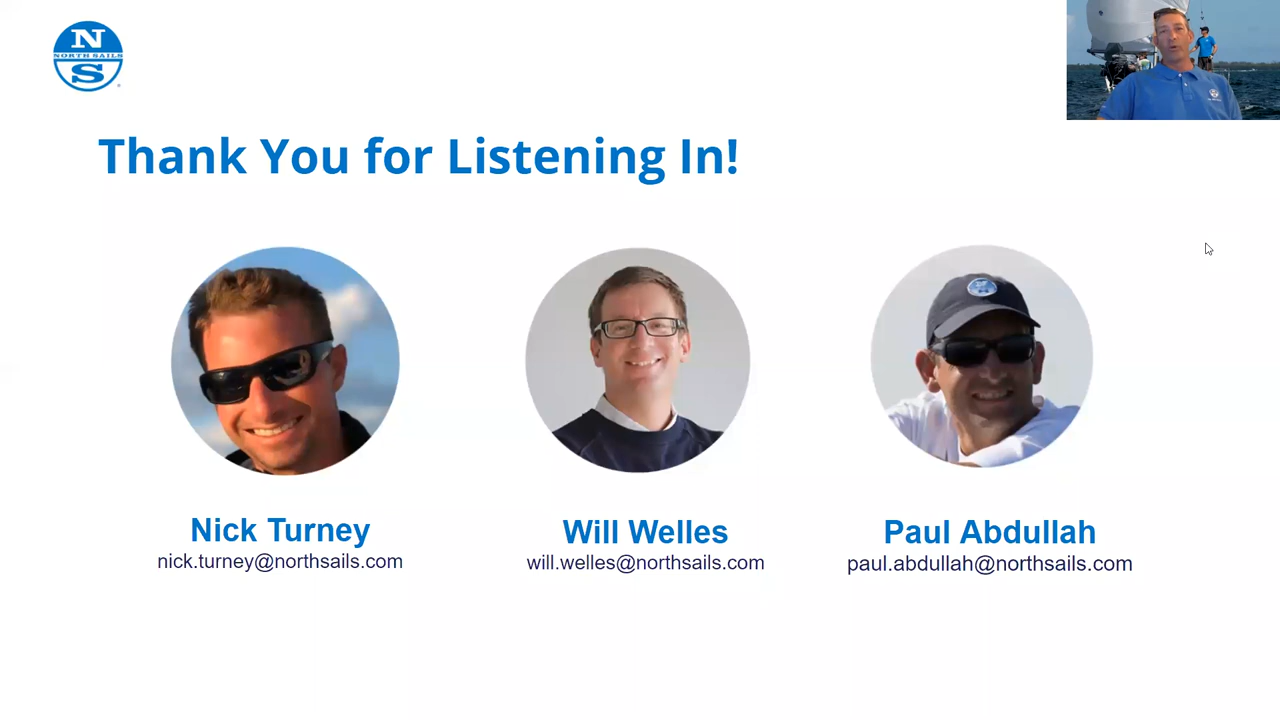 N
NORTH SAILS
S
Thank You for Listening In!
Nick Turney
nick.turney@northsails.com
Will Welles
will.welles@northsails.com
Paul Abdullah
paul.abdullah@northsails.com